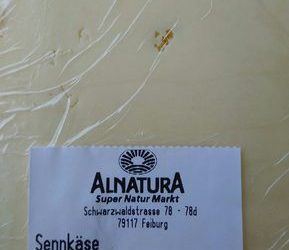 ALNATURA
Super Natur Markt
Schwarzwaldstrasse 78 - 78d
79117 Feiburg
Sennkäse